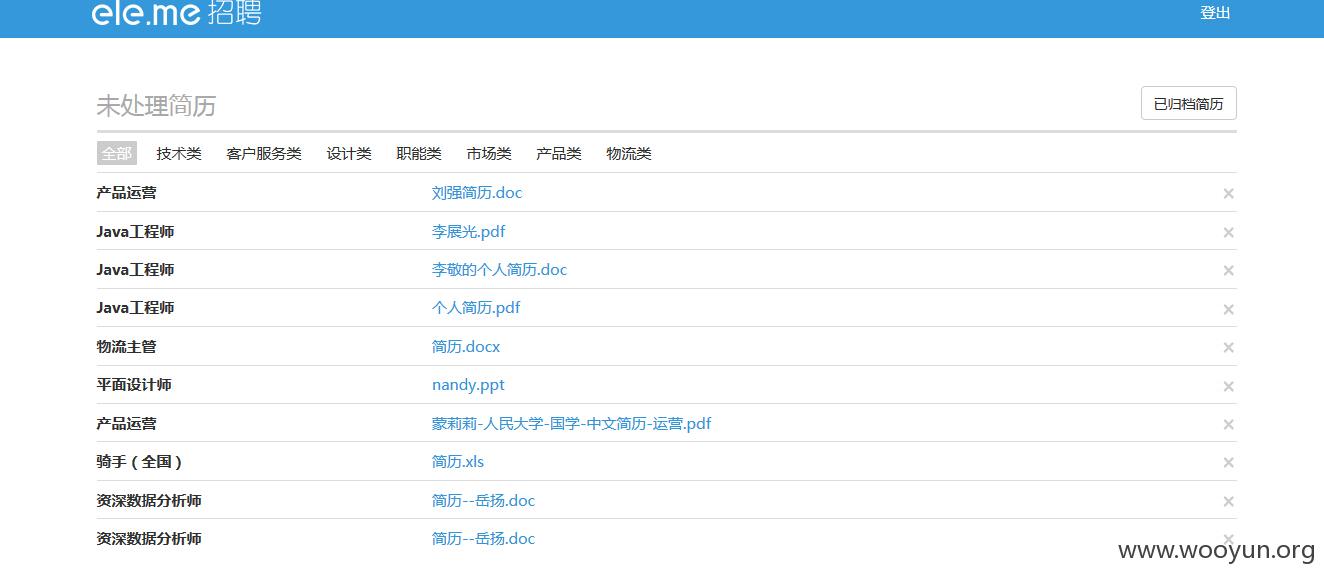 ele.me 招聘 登出
未处理简历 已归档简历
全部 技术类 客户服务类 设计类 职能类 市场类 产品类 物流类
产品运营 刘强简历.doc ×
Java工程师 李展光.pdf ×
Java工程师 李敬的个人简历.doc ×
Java工程师 个人简历.pdf ×
物流主管 简历.docx ×
平面设计师 nandy.ppt ×
产品运营 蒙莉莉-人民大学-国学-中文简历-运营.pdf ×
骑手（全国） 简历.xls ×
资深数据分析师 简历--岳扬.doc ×
资深数据分析师 简历--岳扬.doc ×
www.wooyun.org